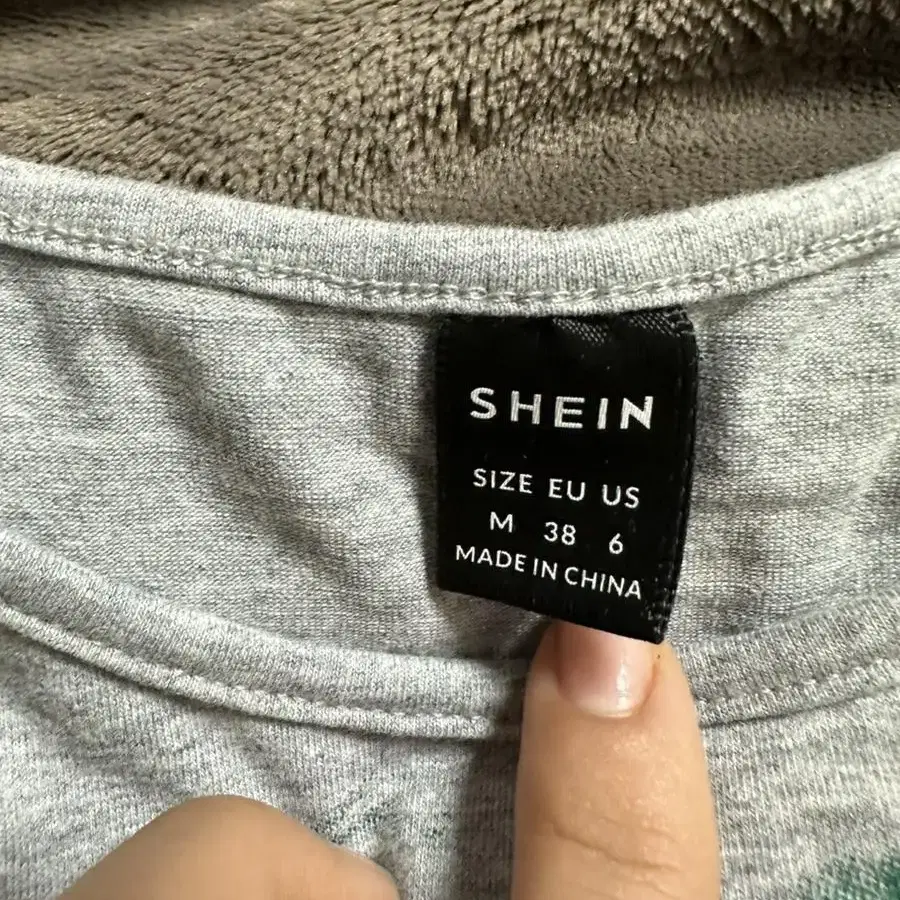 SHEIN
SIZE EU US
M 38 6
MADE IN CHINA